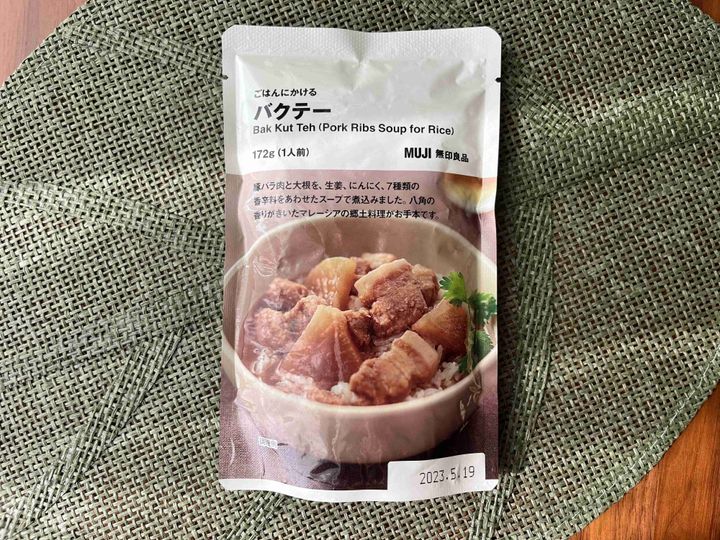 ごはんにかける
バクテー
Bak Kut Teh (Pork Ribs Soup for Rice)
172g (1人前)
MUJI 無印良品
豚バラ肉と大根を、生姜、にんにく、7種類の
香辛料をあわせたスープで煮込みました。八角の
香りがきいたマレーシアの郷土料理がお手本です。
2023.5.19